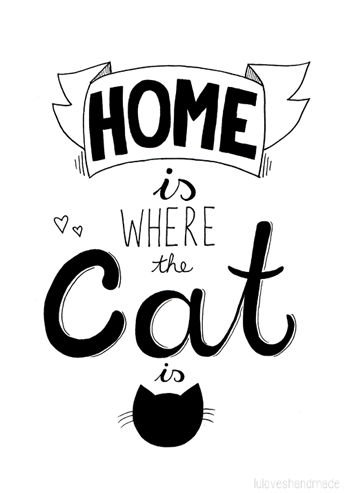 HOME
is
WHERE
the
Cat
is
luloveshandmade